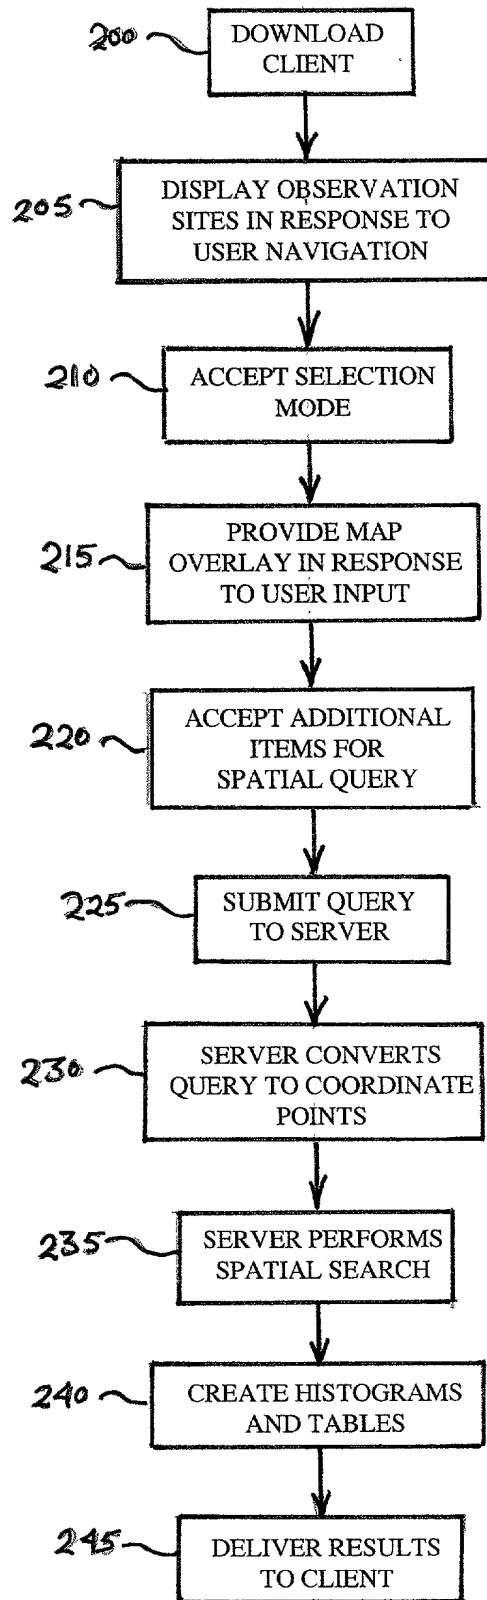 200
DOWNLOAD
CLIENT
205
DISPLAY OBSERVATION
SITES IN RESPONSE TO
USER NAVIGATION
210
ACCEPT SELECTION
MODE
215
PROVIDE MAP
OVERLAY IN RESPONSE
TO USER INPUT
220
ACCEPT ADDITIONAL
ITEMS FOR
SPATIAL QUERY
225
SUBMIT QUERY
TO SERVER
230
SERVER CONVERTS
QUERY TO COORDINATE
POINTS
235
SERVER PERFORMS
SPATIAL SEARCH
240
CREATE HISTOGRAMS
AND TABLES
245
DELIVER RESULTS
TO CLIENT